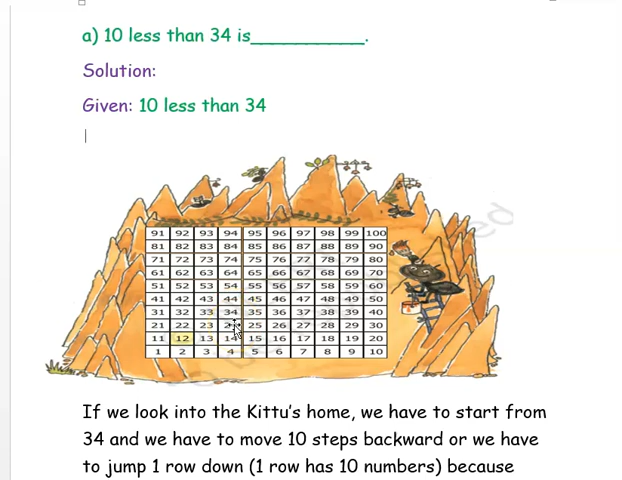 a) 10 less than 34 is___________.
Solution:
Given: 10 less than 34
91 92 93 94 95 96 97 98 99 100
81 82 83 84 85 86 87 88 89 90
71 72 73 74 75 76 77 78 79 80
61 62 63 64 65 66 67 68 69 70
51 52 53 54 55 56 57 58 59 60
41 42 43 44 45 46 47 48 49 50
31 32 33 34 35 36 37 38 39 40
21 22 23 25 26 27 28 29 30
11 12 13 14 15 16 17 18 19 20
1 2 3 4 5 6 7 8 9 10
If we look into the Kittu's home, we have to start from
34 and we have to move 10 steps backward or we have
to jump 1 row down (1 row has 10 numbers) because